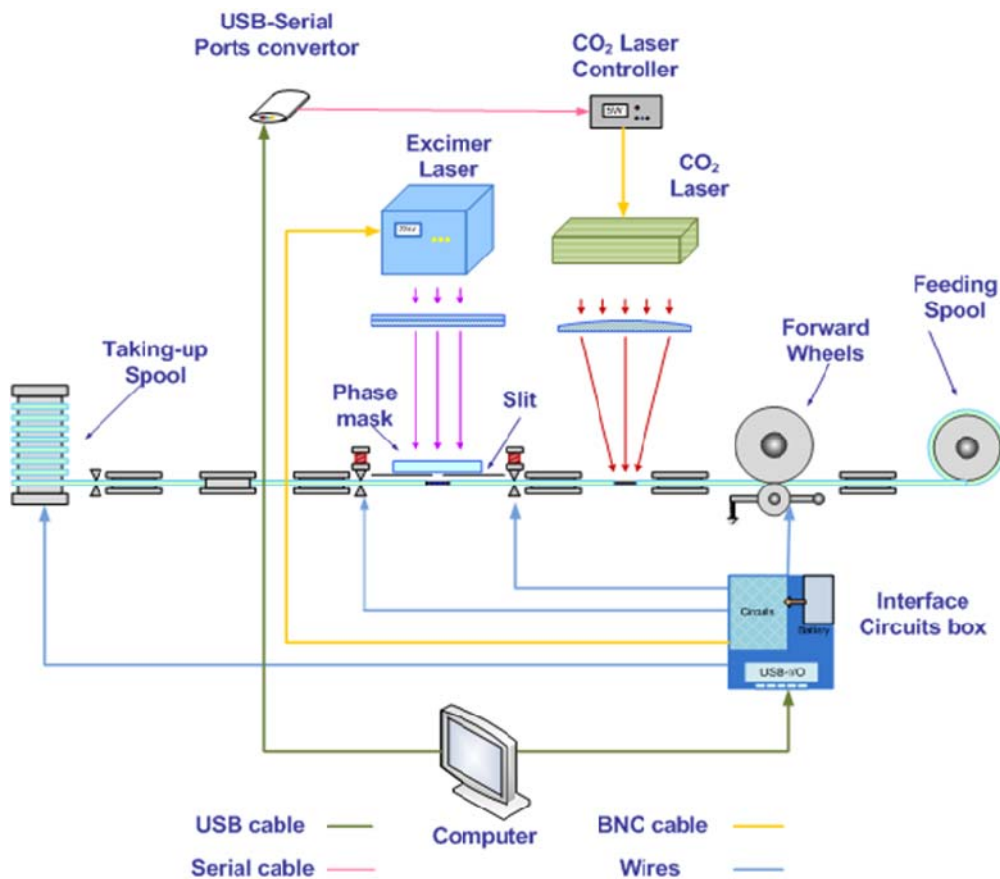 USB-Serial
Ports convertor
CO₂ Laser
Controller
5W
Excimer
Laser
CO₂
Laser
Feeding
Spool
Forward
Wheels
Taking-up
Spool
Phase
mask
Slit
Circuits
Battery
USB-I/O
Interface
Circuits box
USB cable
Serial cable
Computer
BNC cable
Wires